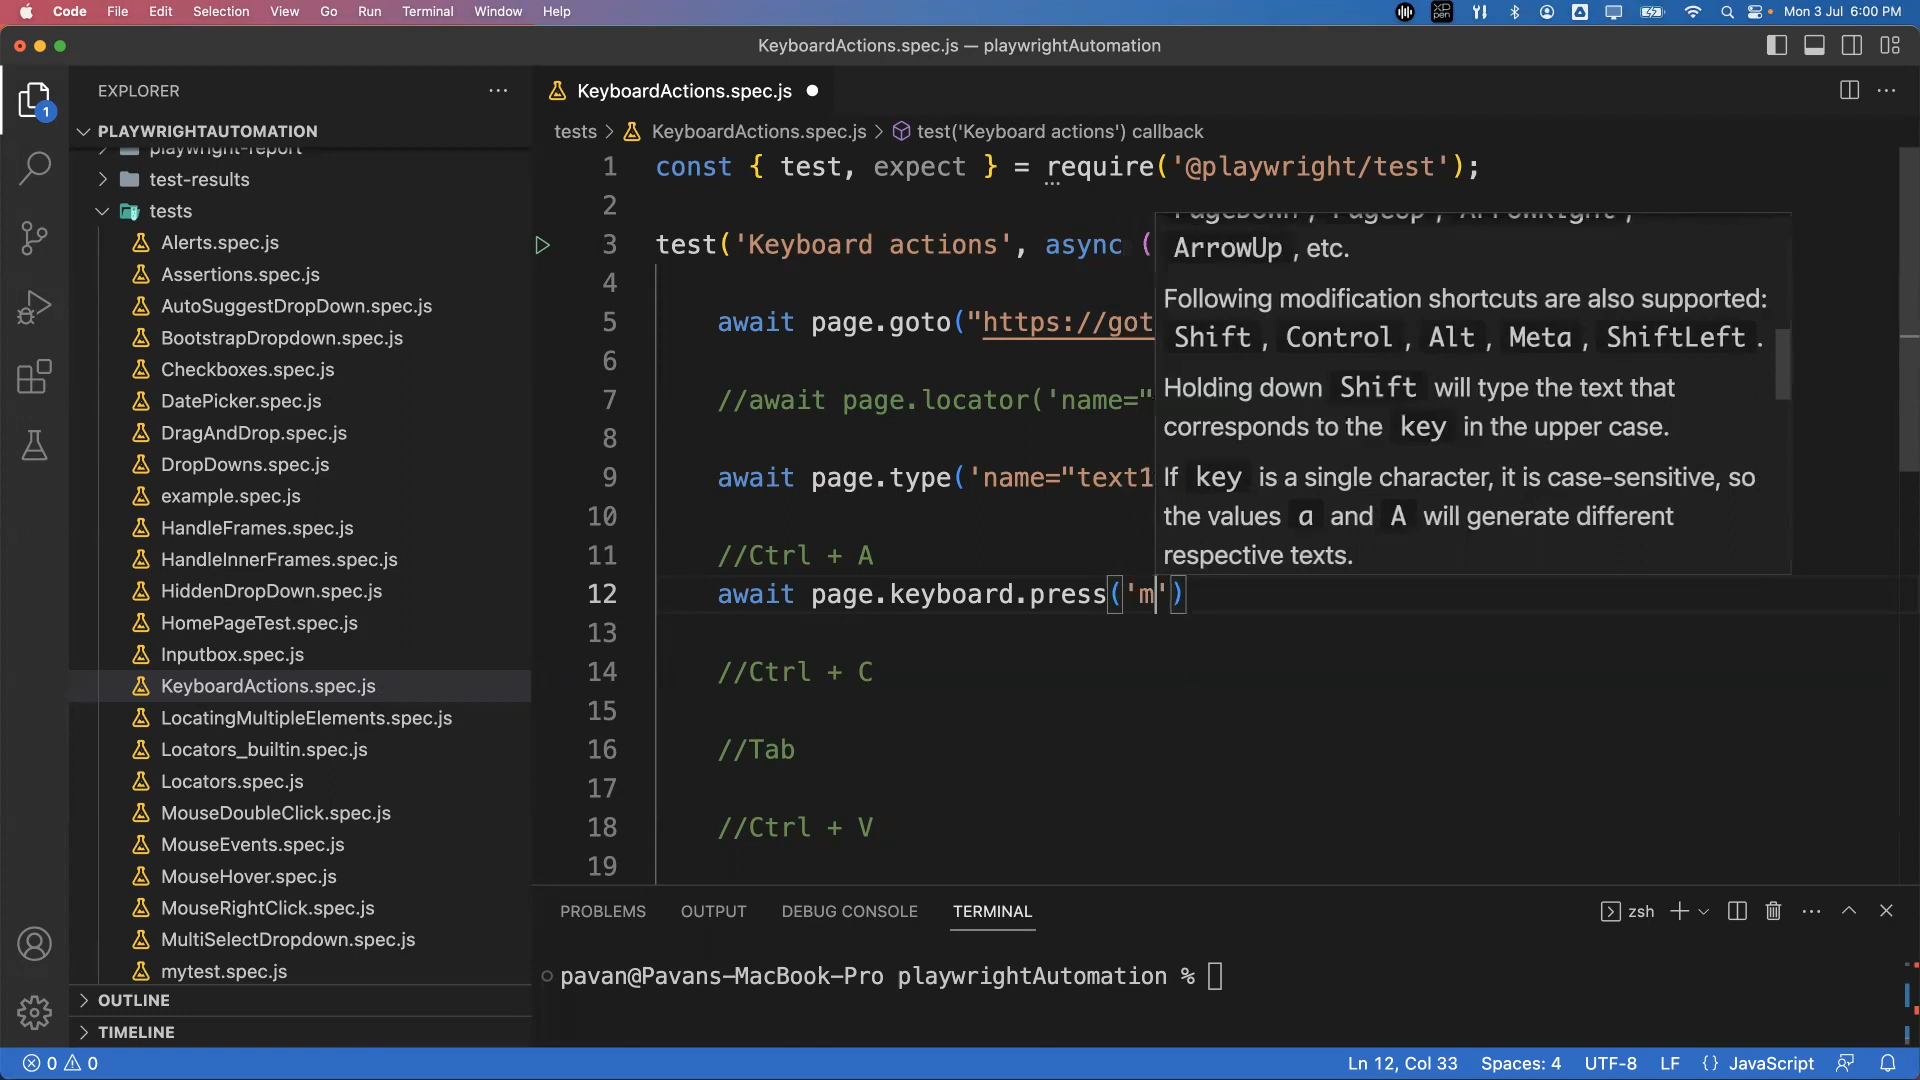 Code File Edit Selection View Go Run Terminal Window Help Mon 3 Jul 6:00 PM
KeyboardActions.spec.js — playwrightAutomation
EXPLORER
1
PLAYWRIGHTAUTOMATION
playwright-report
test-results
tests
Alerts.spec.js
Assertions.spec.js
AutoSuggestDropDown.spec.js
BootstrapDropdown.spec.js
Checkboxes.spec.js
DatePicker.spec.js
DragAndDrop.spec.js
DropDowns.spec.js
example.spec.js
HandleFrames.spec.js
HandleInnerFrames.spec.js
HiddenDropDown.spec.js
HomePageTest.spec.js
Inputbox.spec.js
KeyboardActions.spec.js
LocatingMultipleElements.spec.js
Locators_builtin.spec.js
Locators.spec.js
MouseDoubleClick.spec.js
MouseEvents.spec.js
MouseHover.spec.js
MouseRightClick.spec.js
MultiSelectDropdown.spec.js
mytest.spec.js
OUTLINE
TIMELINE
KeyboardActions.spec.js
tests > KeyboardActions.spec.js > test('Keyboard actions') callback
1 const { test, expect } = require('@playwright/test');
2
3 test('Keyboard actions', async (
4
5 await page.goto("https://got
6
7 //await page.locator('name="
8
9 await page.type('name="text1
10
11 //Ctrl + A
12 await page.keyboard.press('m')
13
14 //Ctrl + C
15
16 //Tab
17
18 //Ctrl + V
19
PageDown, PageUp, ArrowRight,
ArrowUp, etc.
Following modification shortcuts are also supported:
Shift, Control, Alt, Meta, ShiftLeft.
Holding down Shift will type the text that
corresponds to the key in the upper case.
If key is a single character, it is case-sensitive, so
the values a and A will generate different
respective texts.
PROBLEMS OUTPUT DEBUG CONSOLE TERMINAL zsh
pavan@Pavans-MacBook-Pro playwrightAutomation %
0 0 Ln 12, Col 33 Spaces: 4 UTF-8 LF {} JavaScript